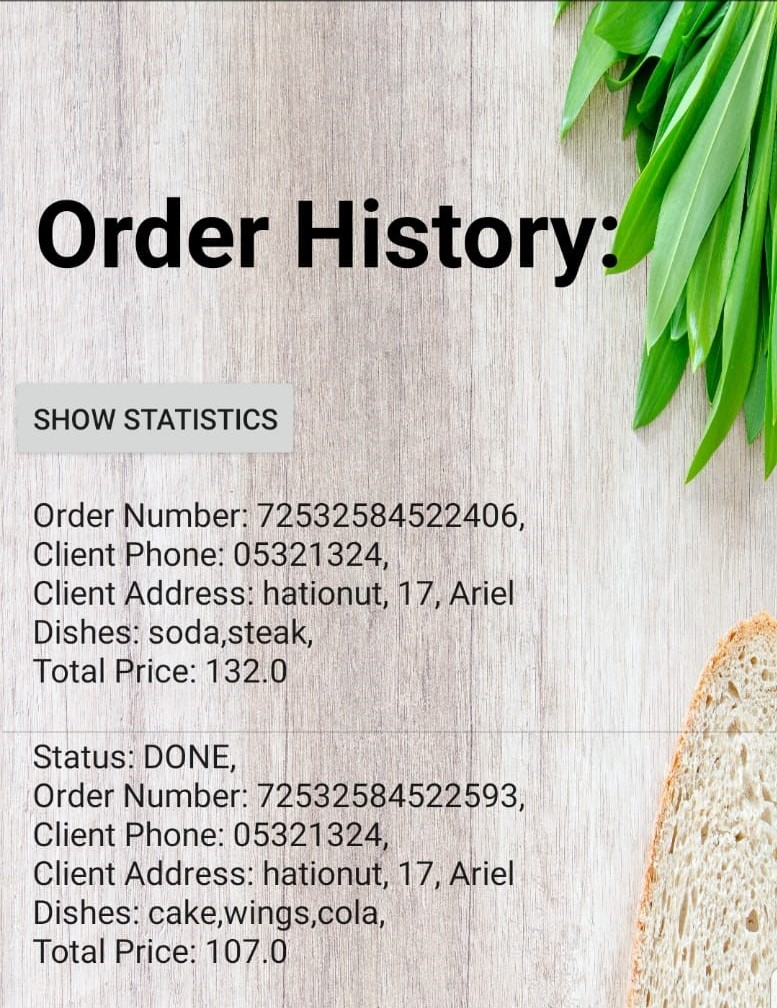 Order History:
SHOW STATISTICS
Order Number: 72532584522406,
Client Phone: 05321324,
Client Address: hationut, 17, Ariel
Dishes: soda,steak,
Total Price: 132.0
Status: DONE,
Order Number: 72532584522593,
Client Phone: 05321324,
Client Address: hationut, 17, Ariel
Dishes: cake,wings,cola,
Total Price: 107.0